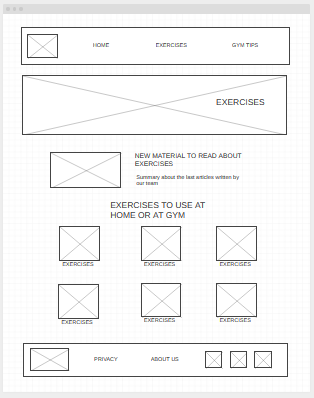 HOME EXERCISES GYM TIPS
EXERCISES
NEW MATERIAL TO READ ABOUT
EXERCISES
Summary about the last articles written by
our team
EXERCISES TO USE AT
HOME OR AT GYM
EXERCISES EXERCISES EXERCISES
EXERCISES EXERCISES EXERCISES
PRIVACY ABOUT US